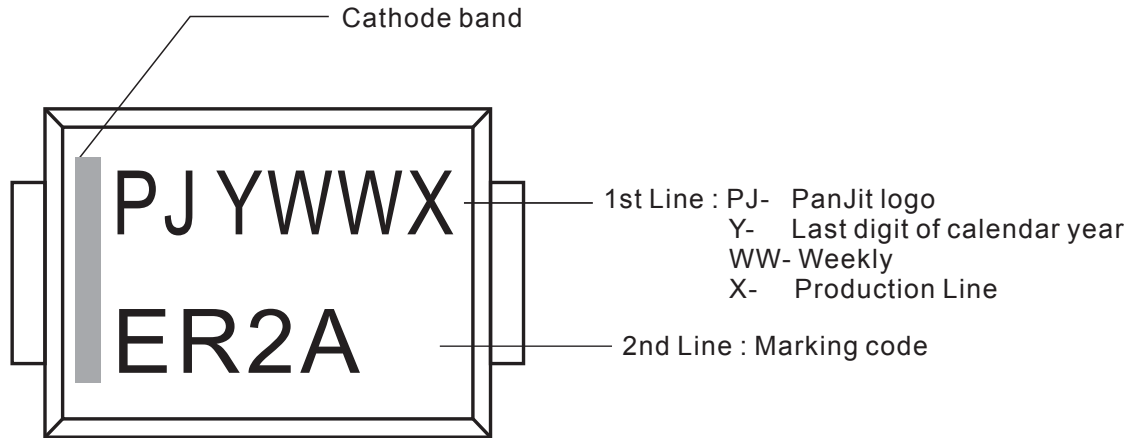 Cathode band
PJ YWWX
1st Line : PJ- PanJit logo
Y- Last digit of calendar year
WW- Weekly
X- Production Line
ER2A
2nd Line : Marking code